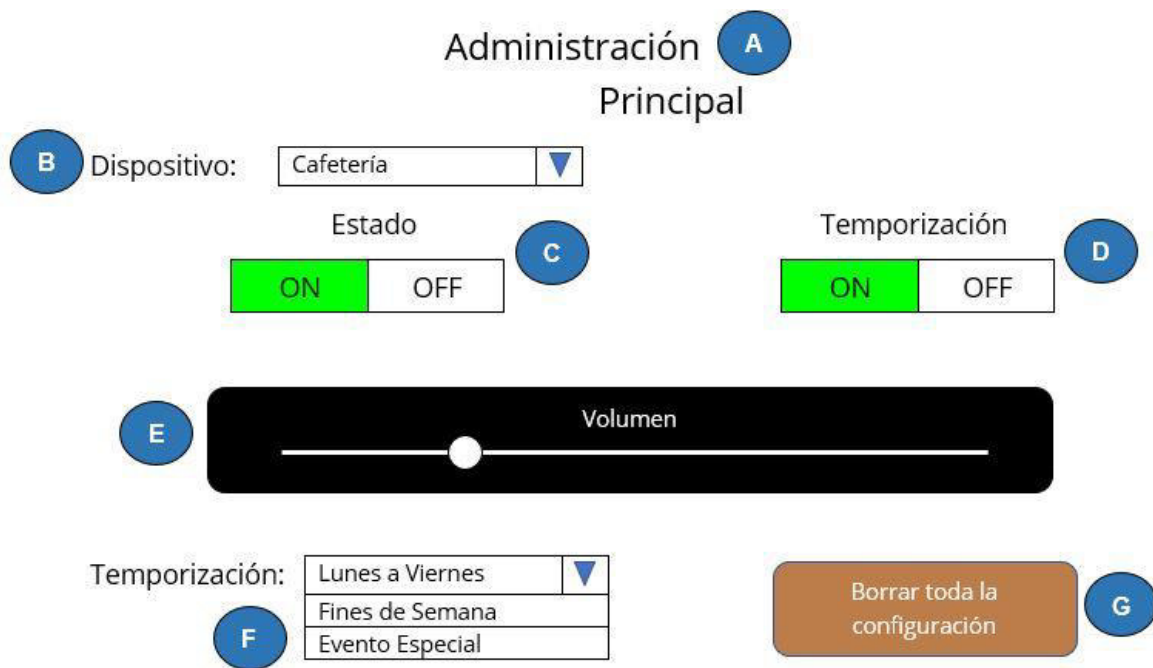 Administración
A
Principal
B
Dispositivo:
Cafetería
Estado
C
Temporización
D
ON
OFF
ON
OFF
E
Volumen
Temporización:
Lunes a Viernes
Fines de Semana
Evento Especial
F
Borrar toda la
configuración
G